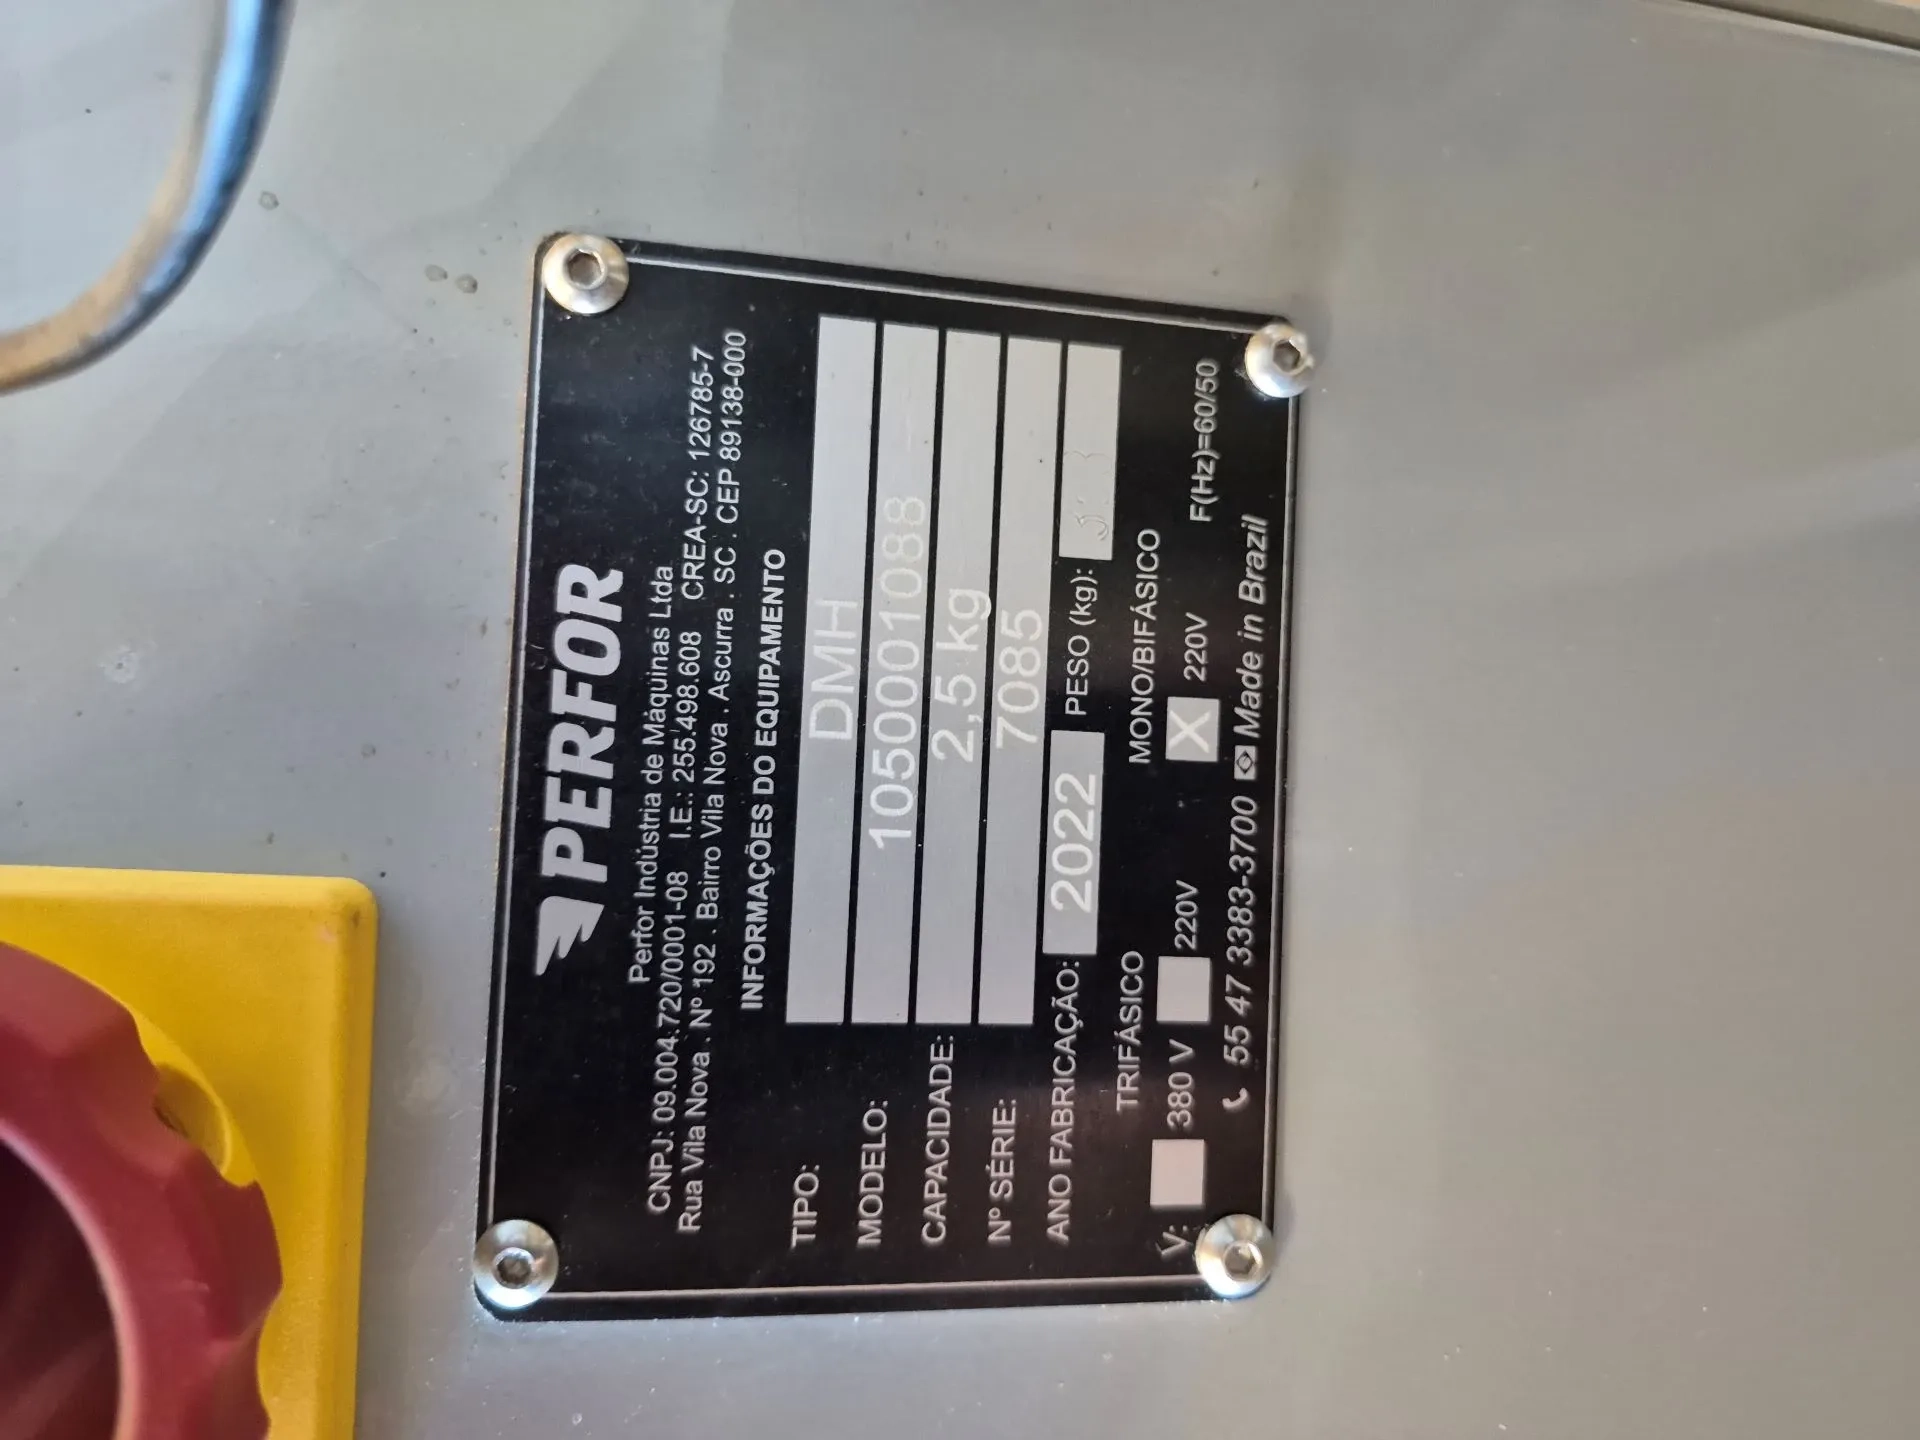 PERFOR
Perfor Indústria de Máquinas Ltda
CNPJ: 09.004.720/0001-08 I.E.: 255.498.608 CREA-SC: 126785-7
Rua Vila Nova . Nº 192 . Bairro Vila Nova . Ascurra . SC . CEP 89138-000
INFORMAÇÕES DO EQUIPAMENTO
TIPO: DMH
MODELO: 1050001088
CAPACIDADE: 2,5 kg
Nº SÉRIE: 7085
ANO FABRICAÇÃO: 2022 PESO (kg):
TRIFÁSICO MONO/BIFÁSICO
V: 380 V 220V X 220V F(Hz)=60/50
55 47 3383-3700 Made in Brazil